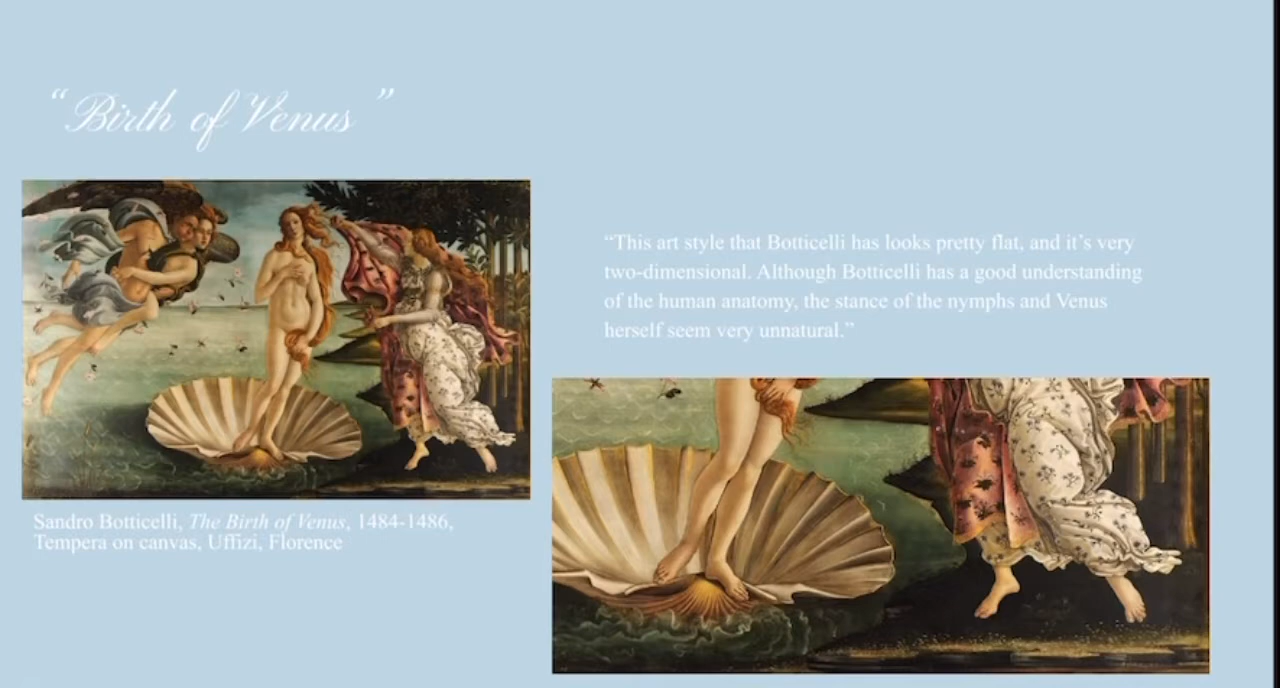 “Birth of Venus ”
“This art style that Botticelli has looks pretty flat, and it’s very
two-dimensional. Although Botticelli has a good understanding
of the human anatomy, the stance of the nymphs and Venus
herself seem very unnatural.”
Sandro Botticelli, The Birth of Venus, 1484-1486,
Tempera on canvas, Uffizi, Florence